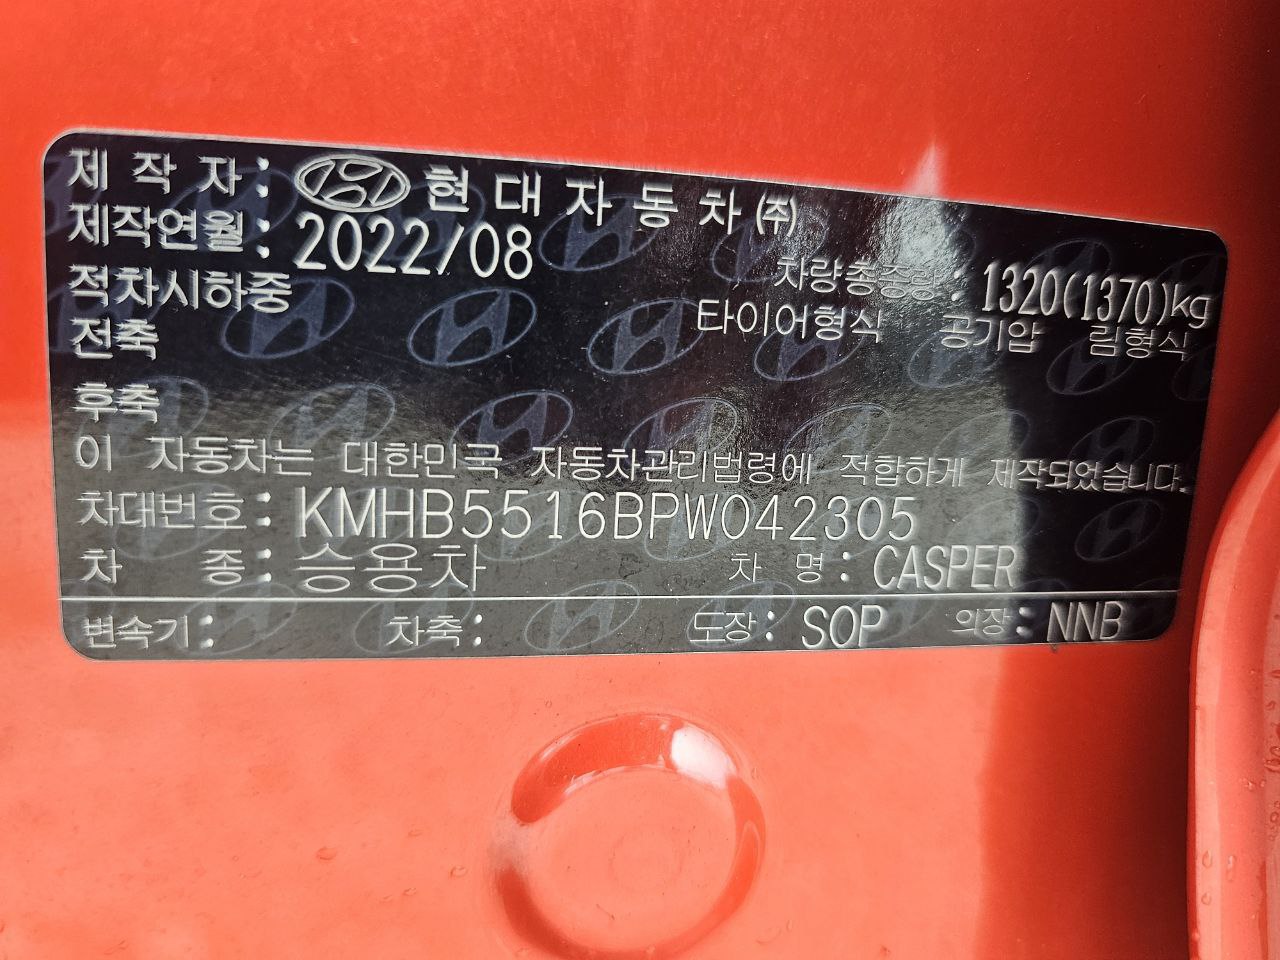 제 작 자 : 현 대 자 동 차 (주)
제작연월 : 2022/08
적차시하중 차량총중량 : 1320(1370)kg
전축 타이어형식 공기압 림형식
후축
이 자동차는 대한민국 자동차관리법령에 적합하게 제작되었습니다.
차대번호 : KMHB5516BPW042305
차 종 : 승용차 차 명 : CASPER
변속기 : 차축 : 도장 : SOP 의장 : NNB